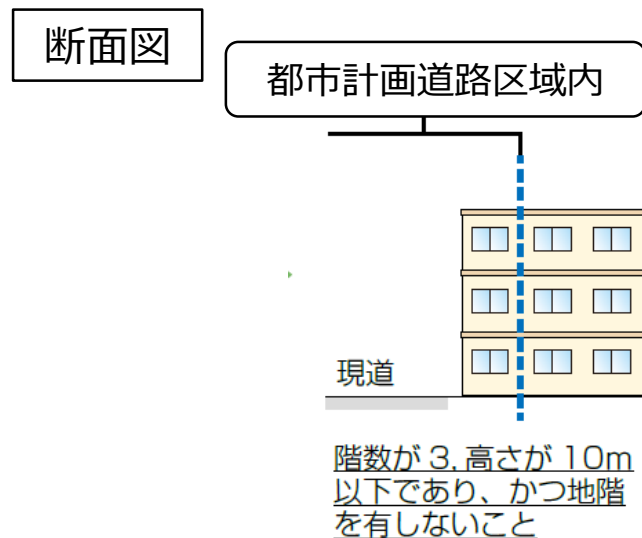 断面図
都市計画道路区域内
現道
階数が 3, 高さが 10m
以下であり、かつ地階
を有しないこと